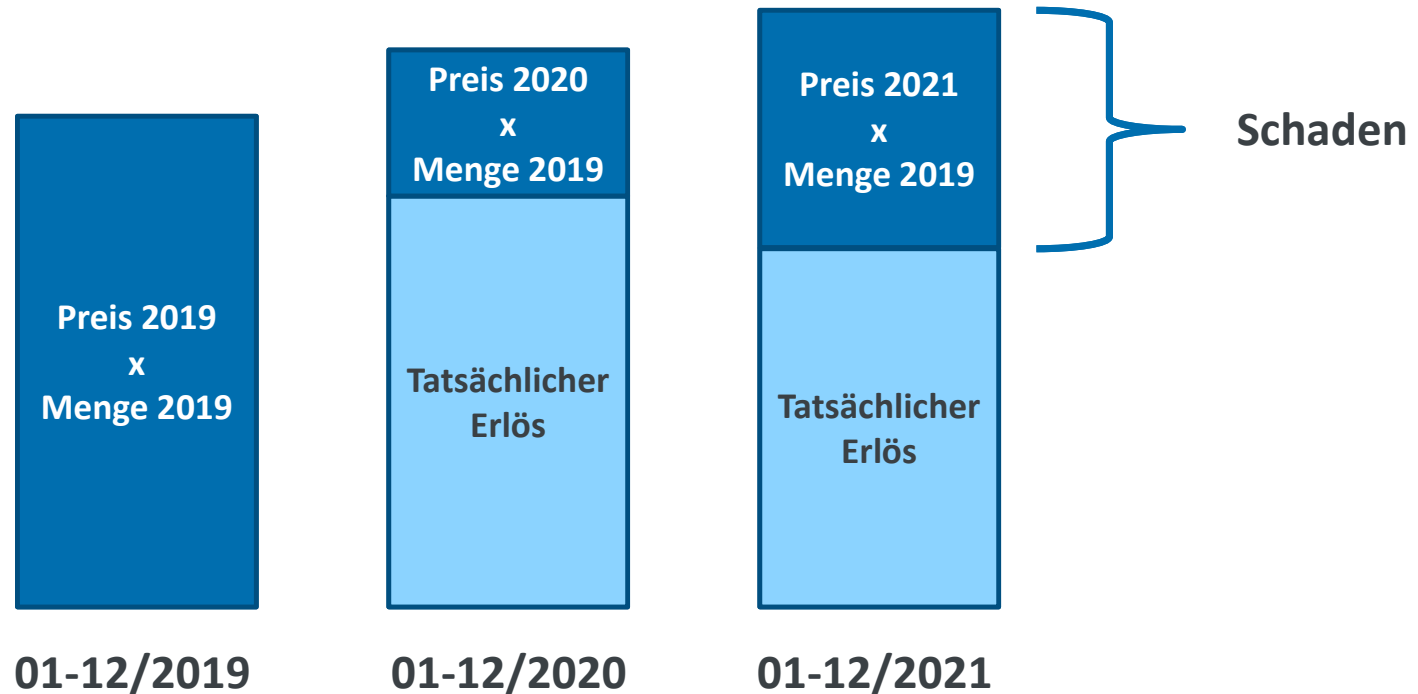 Preis 2019
x
Menge 2019
Preis 2020
x
Menge 2019
Tatsächlicher
Erlös
Preis 2021
x
Menge 2019
Tatsächlicher
Erlös
Schaden
01-12/2019
01-12/2020
01-12/2021